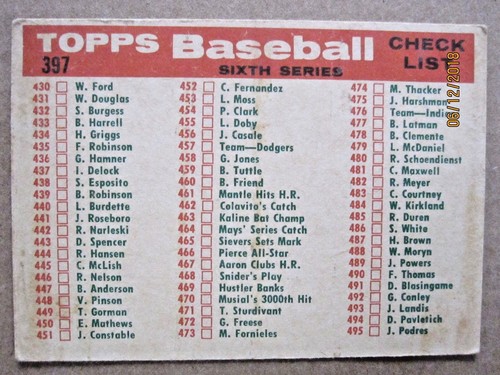 TOPPS Baseball CHECK
397 SIXTH SERIES LIST
05/12/2018
430 W. Ford
431 W. Douglas
432 S. Burgess
433 B. Harrell
434 H. Griggs
435 F. Robinson
436 G. Hamner
437 I. Delock
438 S. Esposito
439 B. Robinson
440 L. Burdette
441 J. Roseboro
442 R. Narleski
443 D. Spencer
444 R. Hansen
445 C. McLish
446 R. Nelson
447 B. Anderson
448 V. Pinson
449 T. Gorman
450 E. Mathews
451 J. Constable
452 C. Fernandez
453 L. Moss
454 P. Clark
455 L. Doby
456 J. Casale
457 Team—Dodgers
458 G. Jones
459 B. Tuttle
460 B. Friend
461 Mantle Hits H.R.
462 Colavito's Catch
463 Kaline Bat Champ
464 Mays' Series Catch
465 Sievers Sets Mark
466 Pierce All-Star
467 Aaron Clubs H.R.
468 Snider's Play
469 Hustler Banks
470 Musial's 3000th Hit
471 T. Sturdivant
472 G. Freese
473 M. Fornieles
474 M. Thacker
475 J. Harshman
476 Team—Indi
477 B. Latman
478 B. Clemente
479 L. McDaniel
480 R. Schoendienst
481 C. Maxwell
482 R. Meyer
483 C. Courtney
484 W. Kirkland
485 R. Duren
486 S. White
487 H. Brown
488 W. Moryn
489 J. Powers
490 F. Thomas
491 D. Blasingame
492 G. Conley
493 J. Landis
494 D. Pavletich
495 J. Podres